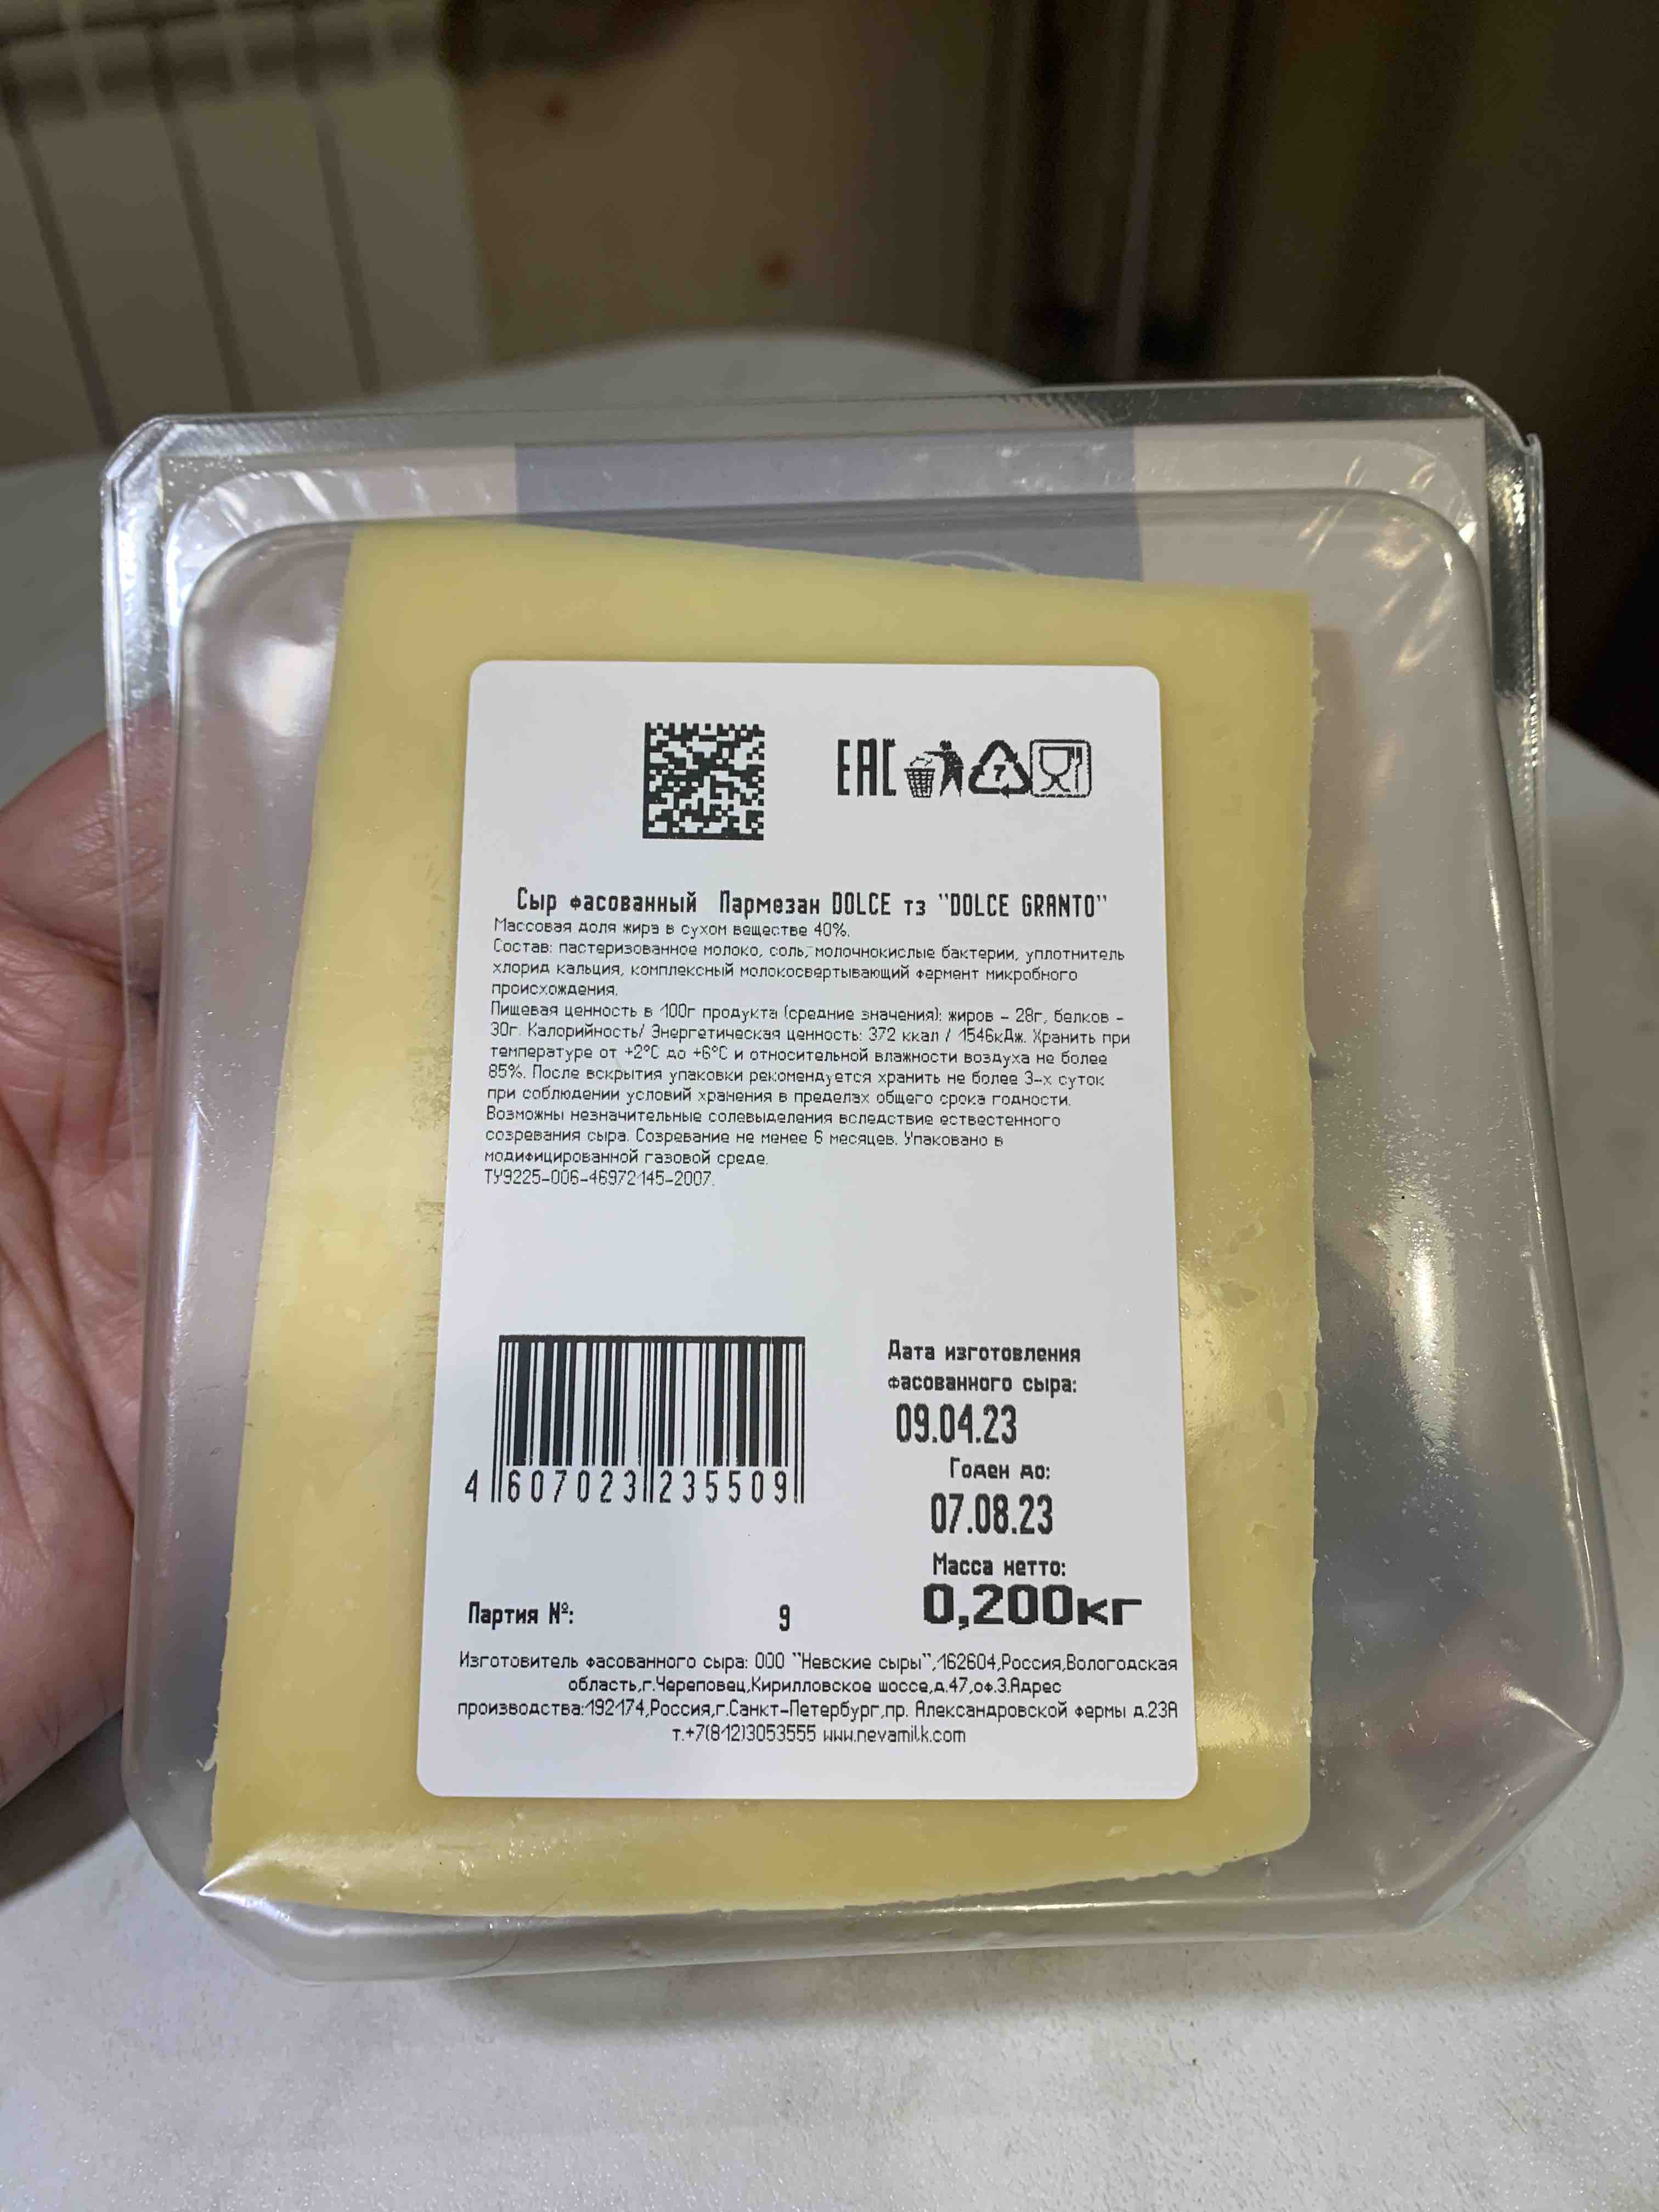 ЕАС
7
Сыр фасованный Пармезан DOLCE тз "DOLCE GRANTO"
Массовая доля жира в сухом веществе 40%.
Состав: пастеризованное молоко, соль, молочнокислые бактерии, уплотнитель
хлорид кальция, комплексный молокосвертывающий фермент микробного
происхождения.
Пищевая ценность в 100г продукта (средние значения): жиров – 28г, белков –
30г. Калорийность/ Энергетическая ценность: 372 ккал / 1546кДж. Хранить при
температуре от +2°С до +6°С и относительной влажности воздуха не более
85%. После вскрытия упаковки рекомендуется хранить не более 3-х суток
при соблюдении условий хранения в пределах общего срока годности.
Возможны незначительные солевыделения вследствие ествестенного
созревания сыра. Созревание не менее 6 месяцев. Упаковано в
модифицированной газовой среде.
ТУ9225-006-46972145-2007.
Дата изготовления
фасованного сыра:
09.04.23
Годен до:
07.08.23
4 607023 235509
Масса нетто:
0,200кг
Партия №: 9
Изготовитель фасованного сыра: ООО "Невские сыры",162604,Россия,Вологодская
область,г.Череповец,Кирилловское шоссе,д.47,оф.3.Адрес
производства:192174,Россия,г.Санкт-Петербург,пр. Александровской фермы д.23А
т.+7(812)3053555 www.nevamilk.com